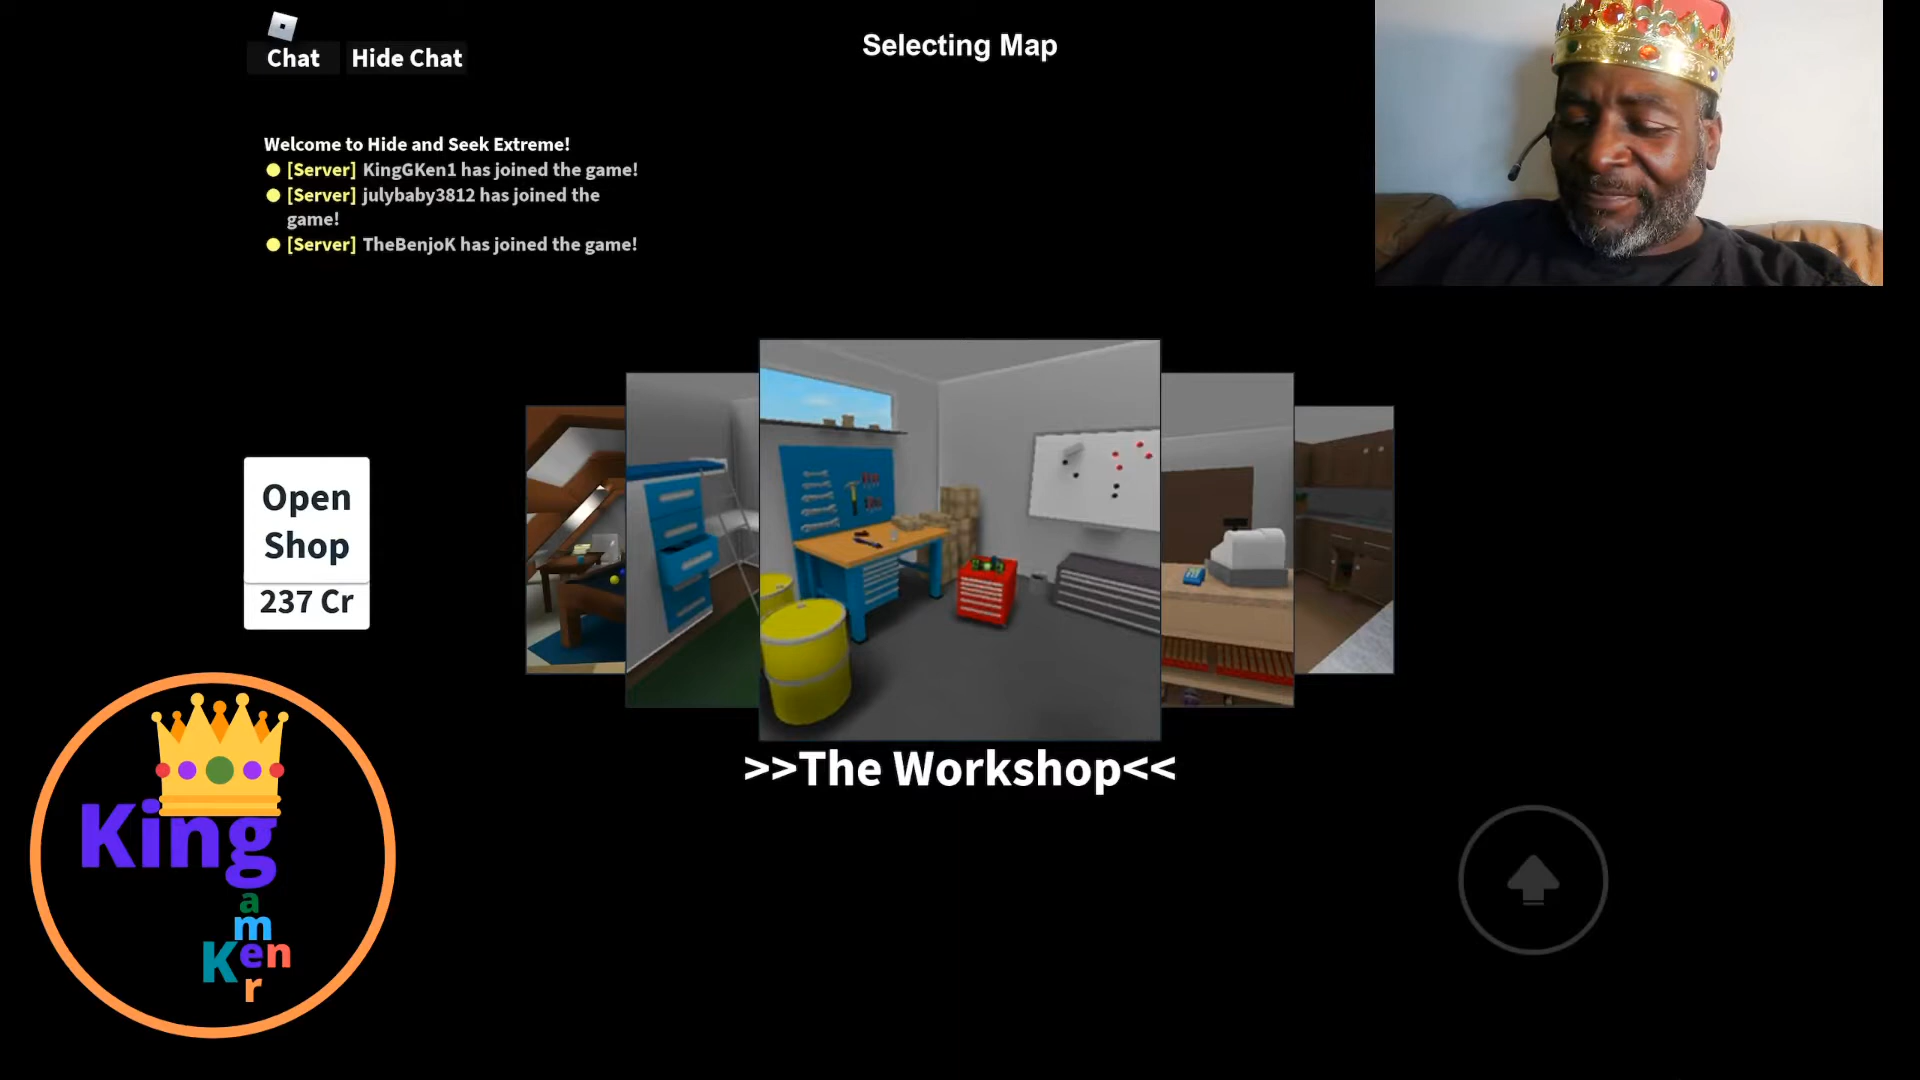 Chat
Hide Chat
Selecting Map
Welcome to Hide and Seek Extreme!
[Server] KingGKen1 has joined the game!
[Server] julybaby3812 has joined the
game!
[Server] TheBenjoK has joined the game!
Open
Shop
237 Cr
>>The Workshop<<
King
a
m
Ken
r